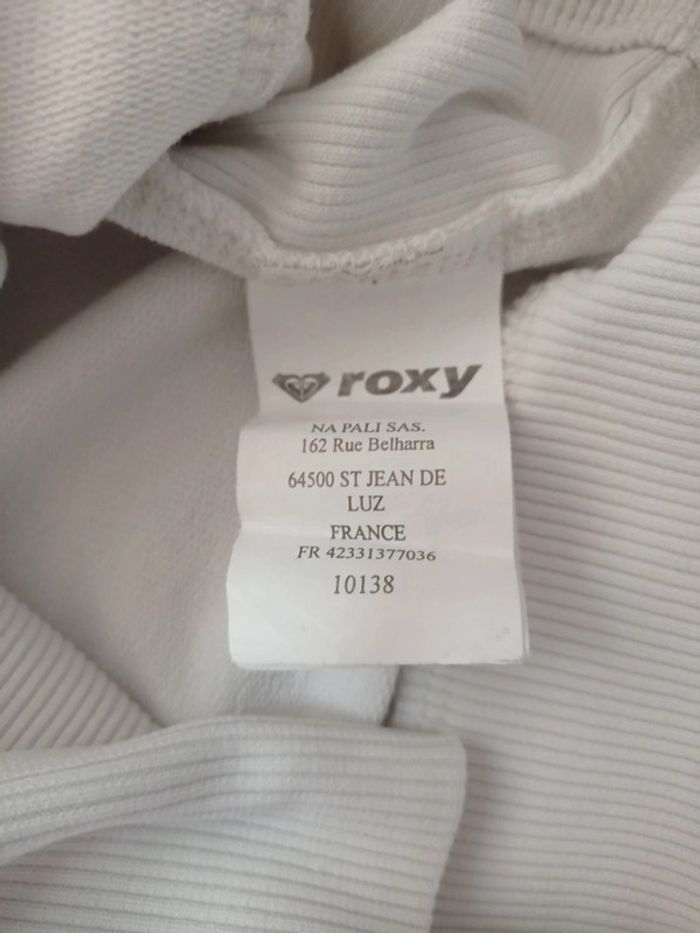 roxy
NA PALI SAS.
162 Rue Belharra
64500 ST JEAN DE
LUZ
FRANCE
FR 42331377036
10138